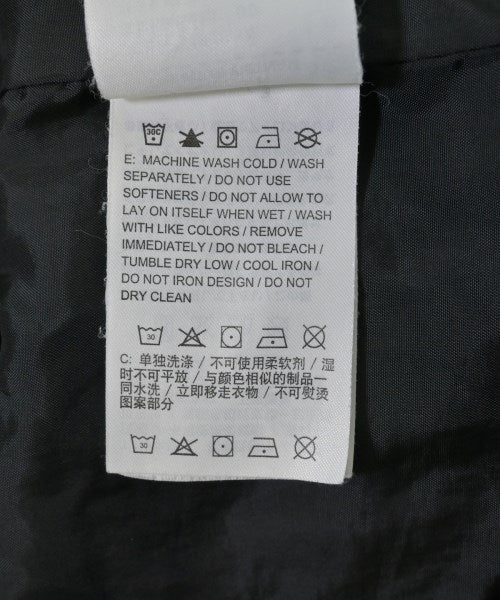 30C
E: MACHINE WASH COLD / WASH
SEPARATELY / DO NOT USE
SOFTENERS / DO NOT ALLOW TO
LAY ON ITSELF WHEN WET / WASH
WITH LIKE COLORS / REMOVE
IMMEDIATELY / DO NOT BLEACH /
TUMBLE DRY LOW / COOL IRON /
DO NOT IRON DESIGN / DO NOT
DRY CLEAN
30
C: 单独洗涤 / 不可使用柔软剂 / 湿
时不可平放 / 与颜色相似的制品一
同水洗 / 立即移走衣物 / 不可熨烫
图案部分
30